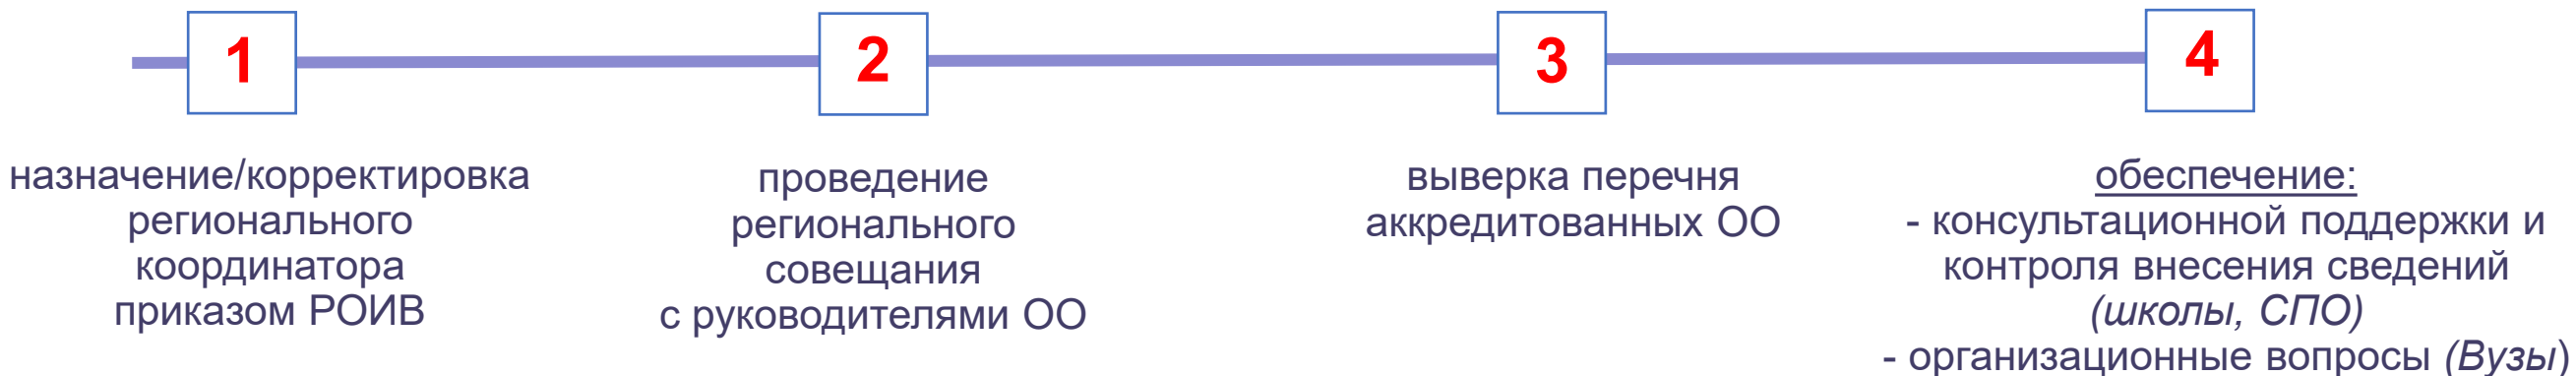 1
назначение/корректировка
регионального
координатора
приказом РОИВ
2
проведение
регионального
совещания
с руководителями ОО
3
выверка перечня
аккредитованных ОО
4
обеспечение:
- консультационной поддержки и
контроля внесения сведений
(школы, СПО)
- организационные вопросы (Вузы)